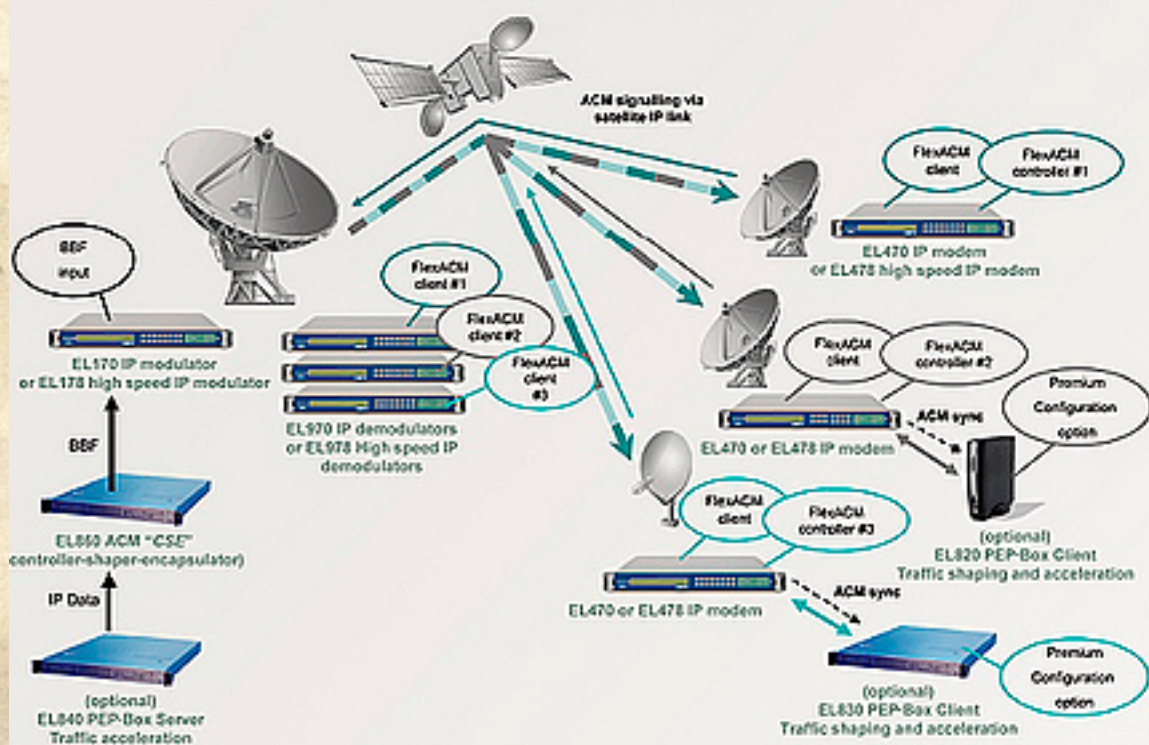 ACM signalling via
satellite IP link
FlexACM
client
FlexACM
controller #1
EL470 IP modem
or EL478 high speed IP modem
BBF
input
EL170 IP modulator
or EL178 high speed IP modulator
FlexACM
client #1
FlexACM
client #2
FlexACM
client
#3
EL970 IP demodulators
or EL978 High speed IP
demodulators
FlexACM
client
FlexACM
controller #2
EL470 or EL478 IP modem
ACM sync
Premium
Configuration
option
(optional)
EL820 PEP-Box Client
Traffic shaping and acceleration
BBF
EL860 ACM "CSE"
controller-shaper-encapsulator)
IP Data
(optional)
EL840 PEP-Box Server
Traffic acceleration
FlexACM
client
FlexACM
controller #3
EL470 or EL478 IP modem
ACM sync
(optional)
EL830 PEP-Box Client
Traffic shaping and acceleration
Premium
Configuration
option